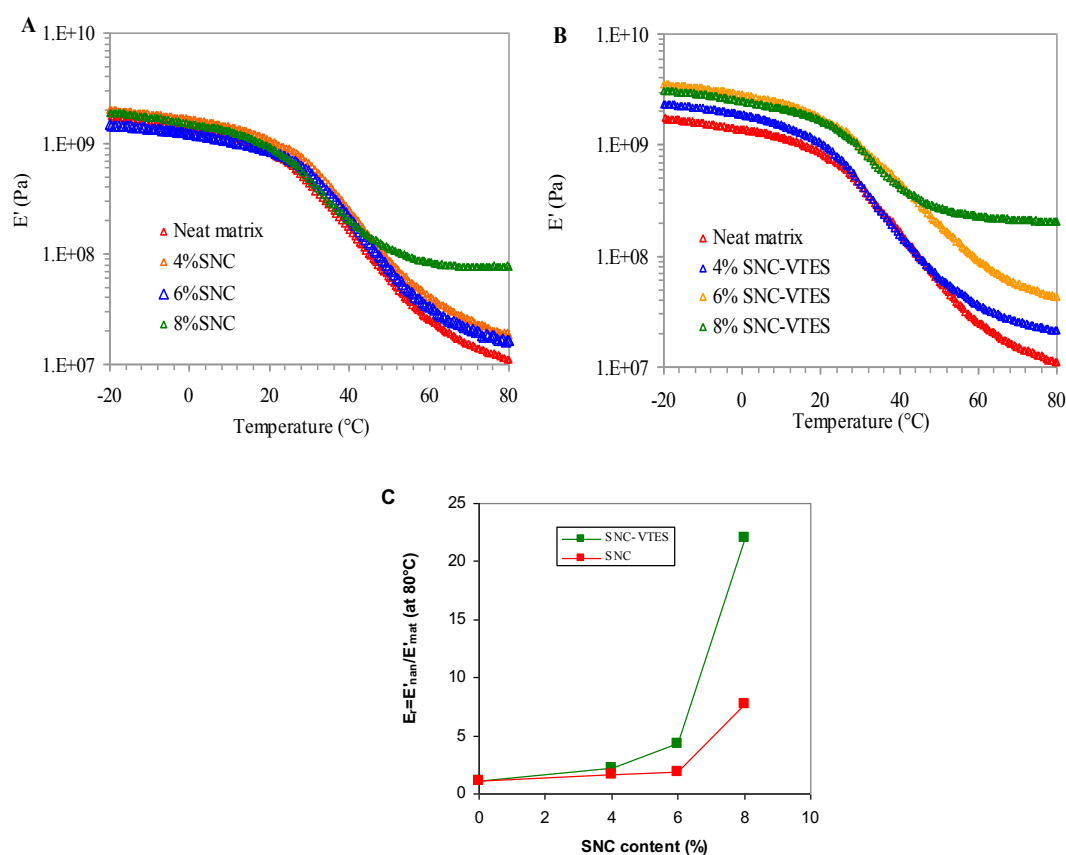 A
1.E+10
1.E+09
1.E+08
1.E+07
E' (Pa)
Neat matrix
4%SNC
6%SNC
8%SNC
-20 0 20 40 60 80
Temperature (°C)
B
1.E+10
1.E+09
1.E+08
1.E+07
E' (Pa)
Neat matrix
4% SNC-VTES
6% SNC-VTES
8% SNC-VTES
-20 0 20 40 60 80
Temperature (°C)
C
25
20
15
10
5
0
Er=E'nan/E'mat (at 80°C)
SNC-VTES
SNC
0 2 4 6 8 10
SNC content (%)